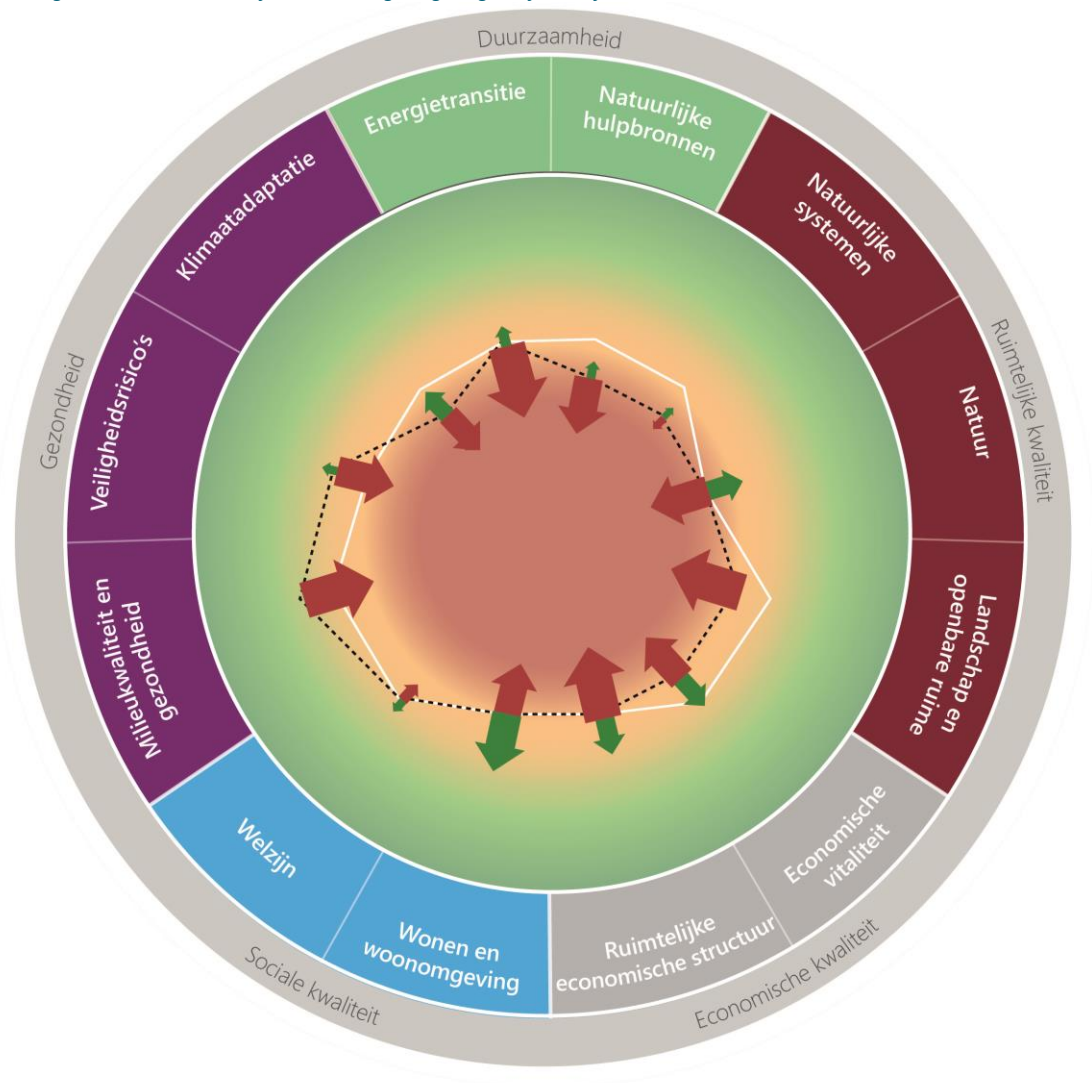 Duurzaamheid
Energietransitie
Natuurlijke
hulpbronnen
Natuurlijke
systemen
Natuur
Ruimtelijke kwaliteit
Landschap en
openbare ruimte
Economische
vitaliteit
Economische kwaliteit
Ruimtelijke
economische structuur
Wonen en
woonomgeving
Sociale kwaliteit
Welzijn
Milieukwaliteit en
gezondheid
Veiligheidsrisico's
Gezondheid
Klimaatadaptatie